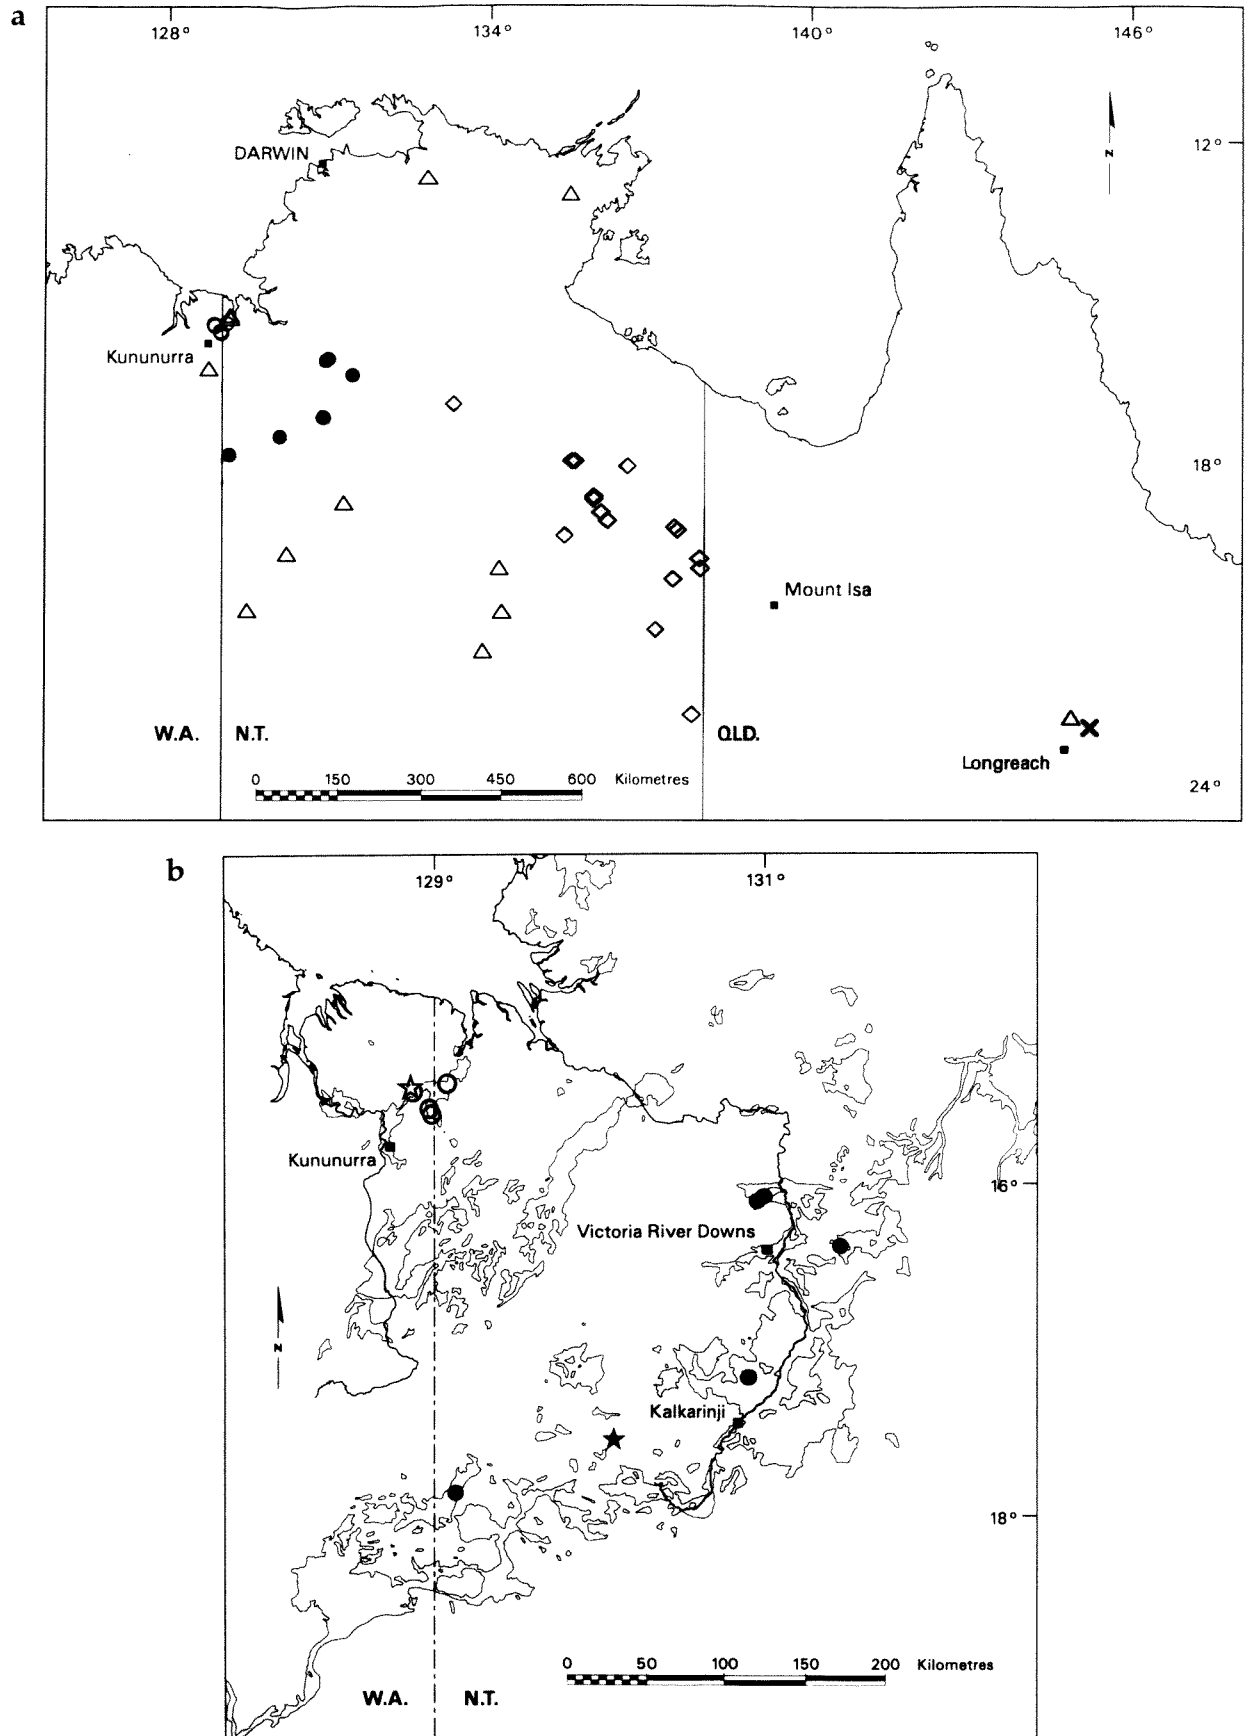 a
128° 134° 140° 146°
DARWIN
12°
N
Kununurra
18°
Mount Isa
W.A. N.T. QLD.
Longreach
0 150 300 450 600 Kilometres
24°
b
129° 131°
Kununurra
16°
Victoria River Downs
N
Kalkarinji
18°
0 50 100 150 200 Kilometres
W.A. N.T.